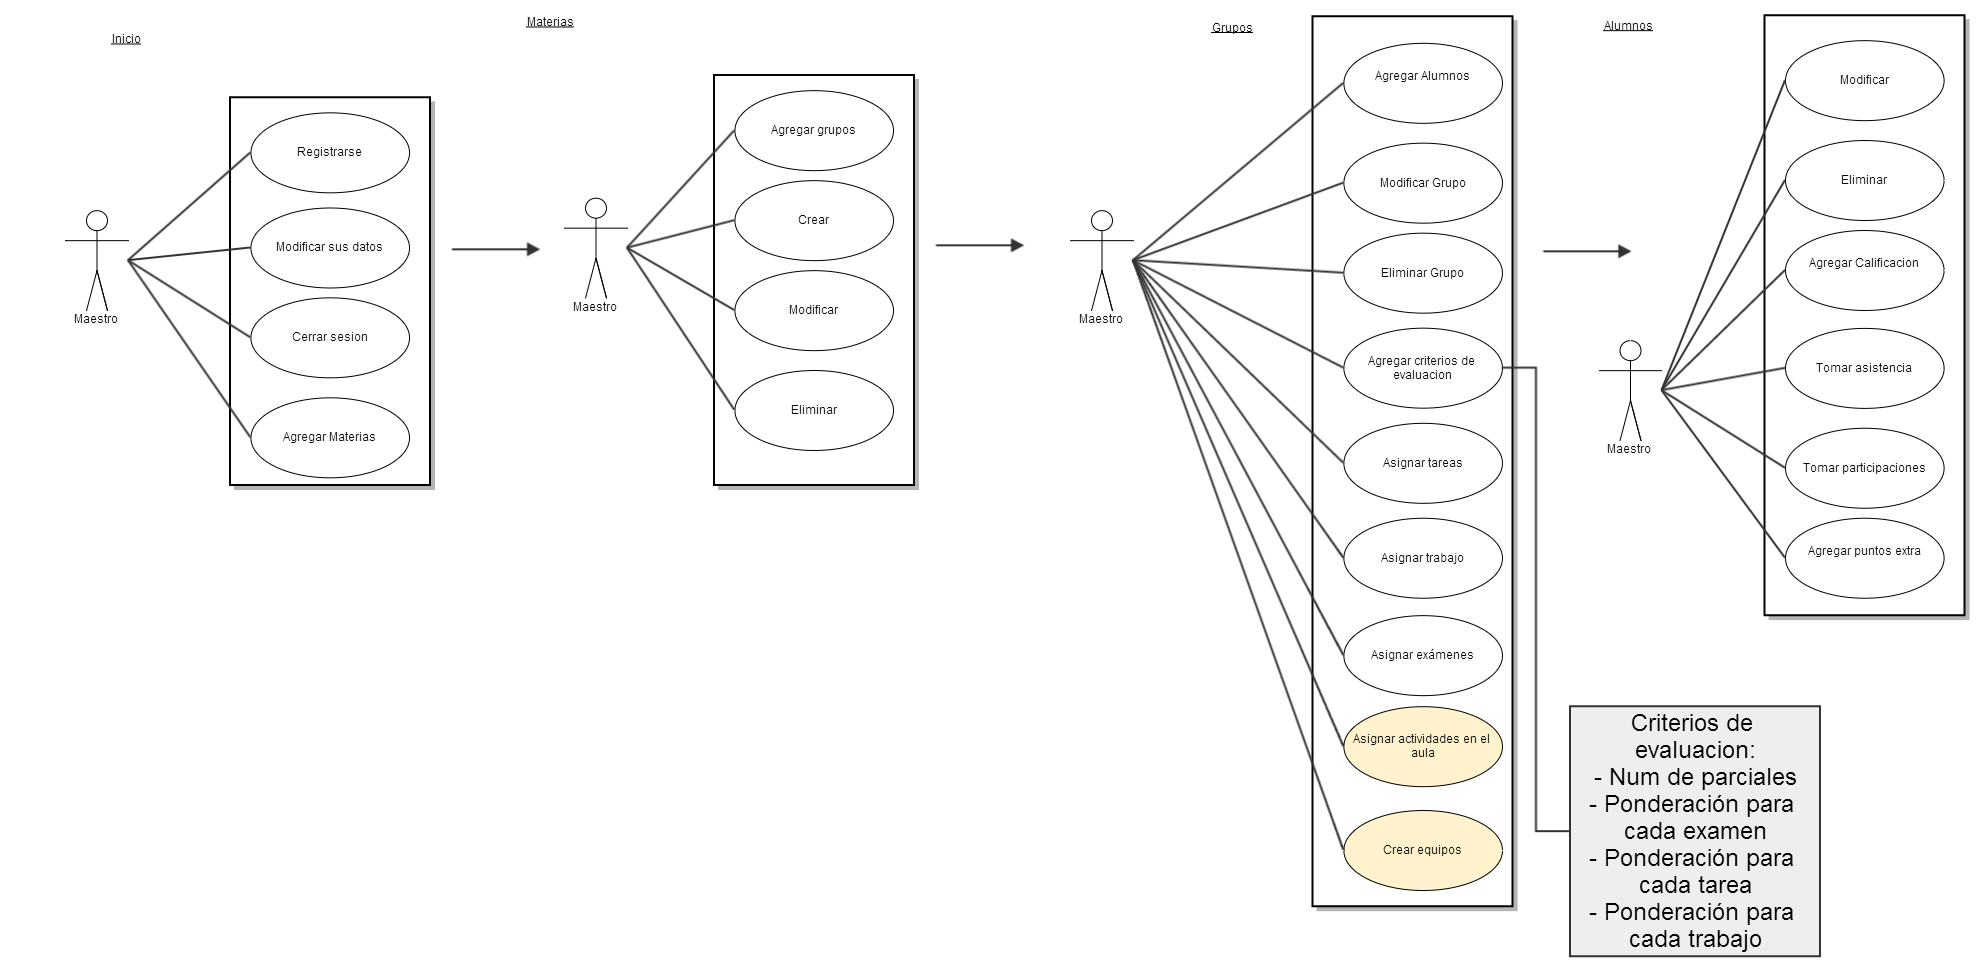 Inicio
Registrarse
Modificar sus datos
Cerrar sesion
Agregar Materias
Maestro
Materias
Agregar grupos
Crear
Modificar
Eliminar
Maestro
Grupos
Agregar Alumnos
Modificar Grupo
Eliminar Grupo
Agregar criterios de
evaluacion
Asignar tareas
Asignar trabajo
Asignar exámenes
Asignar actividades en el
aula
Crear equipos
Maestro
Criterios de
evaluacion:
- Num de parciales
- Ponderación para
cada examen
- Ponderación para
cada tarea
- Ponderación para
cada trabajo
Alumnos
Modificar
Eliminar
Agregar Calificacion
Tomar asistencia
Tomar participaciones
Agregar puntos extra
Maestro